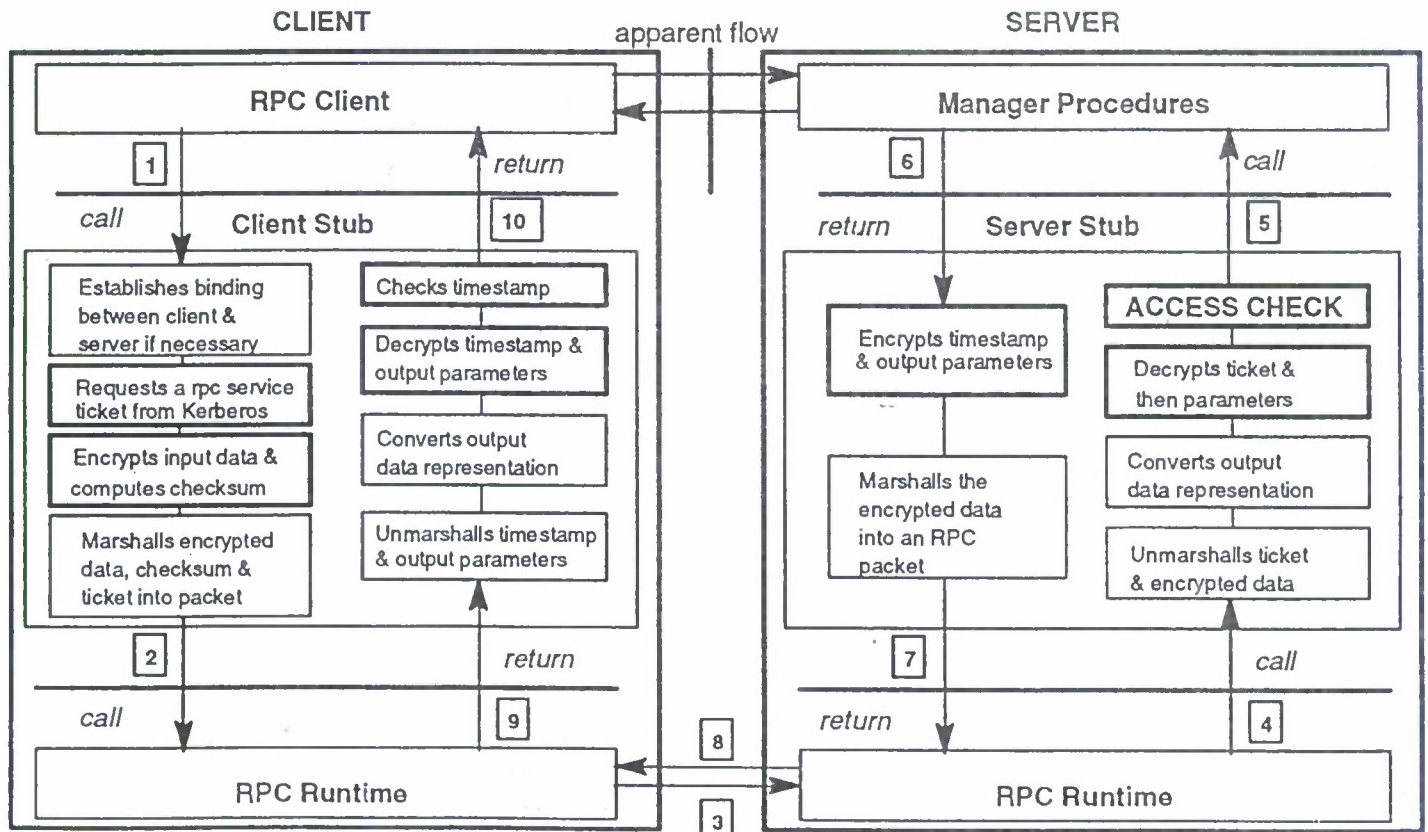 CLIENT
apparent flow
SERVER
RPC Client
Manager Procedures
1
return
6
call
call
Client Stub
10
return
Server Stub
5
Establishes binding
between client &
server if necessary
Requests a rpc service
ticket from Kerberos
Encrypts input data &
computes checksum
Marshalls encrypted
data, checksum &
ticket into packet
Checks timestamp
Decrypts timestamp &
output parameters
Converts output
data representation
Unmarshalls timestamp
& output parameters
Encrypts timestamp
& output parameters
Marshalls the
encrypted data
into an RPC
packet
ACCESS CHECK
Decrypts ticket &
then parameters
Converts output
data representation
Unmarshalls ticket
& encrypted data
2
return
7
call
call
9
8
return
4
RPC Runtime
RPC Runtime
3